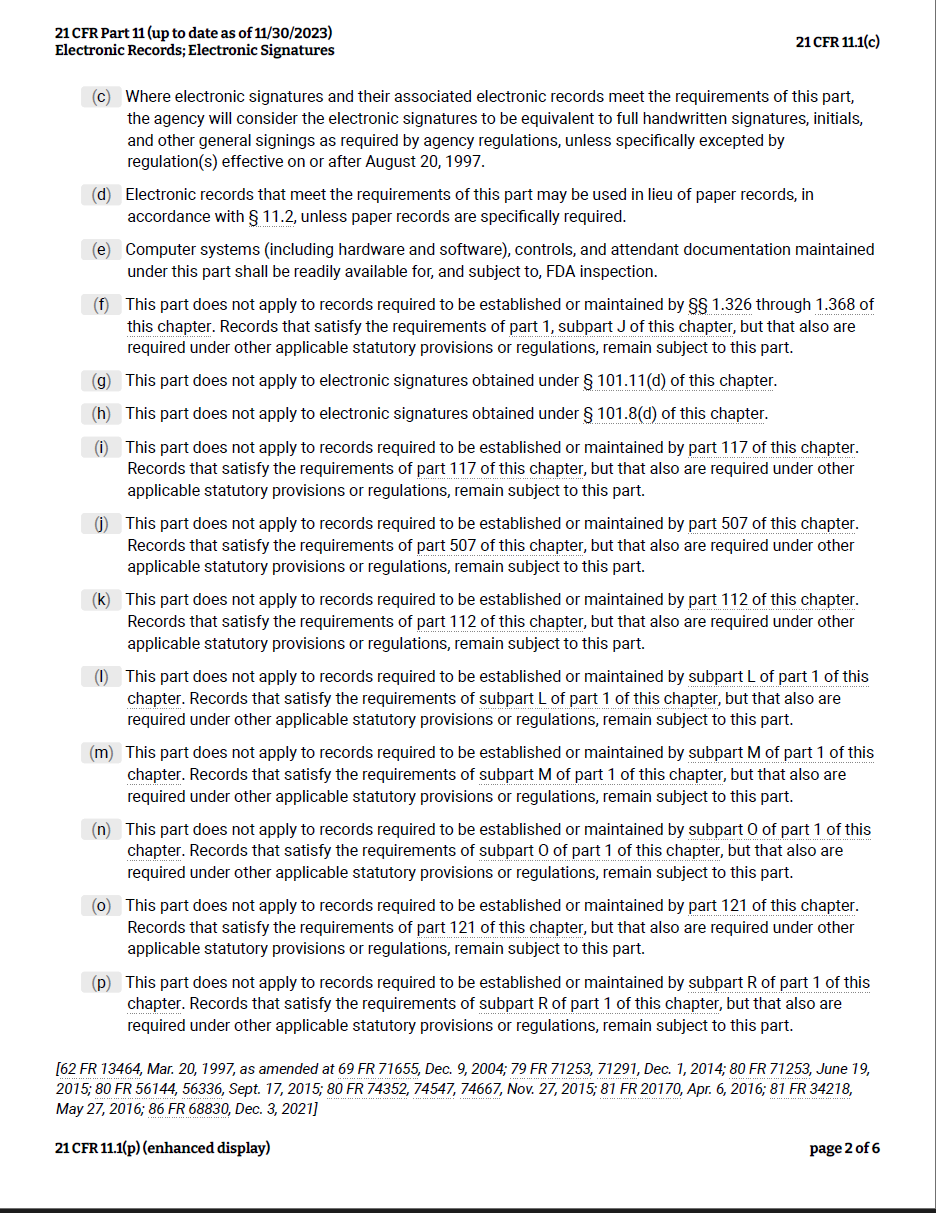 21 CFR Part 11 (up to date as of 11/30/2023)
Electronic Records; Electronic Signatures
21 CFR 11.1(c)
(c) Where electronic signatures and their associated electronic records meet the requirements of this part,
the agency will consider the electronic signatures to be equivalent to full handwritten signatures, initials,
and other general signings as required by agency regulations, unless specifically excepted by
regulation(s) effective on or after August 20, 1997.
(d) Electronic records that meet the requirements of this part may be used in lieu of paper records, in
accordance with § 11.2, unless paper records are specifically required.
(e) Computer systems (including hardware and software), controls, and attendant documentation maintained
under this part shall be readily available for, and subject to, FDA inspection.
(f) This part does not apply to records required to be established or maintained by §§ 1.326 through 1.368 of
this chapter. Records that satisfy the requirements of part 1, subpart J of this chapter, but that also are
required under other applicable statutory provisions or regulations, remain subject to this part.
(g) This part does not apply to electronic signatures obtained under § 101.11(d) of this chapter.
(h) This part does not apply to electronic signatures obtained under § 101.8(d) of this chapter.
(i) This part does not apply to records required to be established or maintained by part 117 of this chapter.
Records that satisfy the requirements of part 117 of this chapter, but that also are required under other
applicable statutory provisions or regulations, remain subject to this part.
(j) This part does not apply to records required to be established or maintained by part 507 of this chapter.
Records that satisfy the requirements of part 507 of this chapter, but that also are required under other
applicable statutory provisions or regulations, remain subject to this part.
(k) This part does not apply to records required to be established or maintained by part 112 of this chapter.
Records that satisfy the requirements of part 112 of this chapter, but that also are required under other
applicable statutory provisions or regulations, remain subject to this part.
(l) This part does not apply to records required to be established or maintained by subpart L of part 1 of this
chapter. Records that satisfy the requirements of subpart L of part 1 of this chapter, but that also are
required under other applicable statutory provisions or regulations, remain subject to this part.
(m) This part does not apply to records required to be established or maintained by subpart M of part 1 of this
chapter. Records that satisfy the requirements of subpart M of part 1 of this chapter, but that also are
required under other applicable statutory provisions or regulations, remain subject to this part.
(n) This part does not apply to records required to be established or maintained by subpart O of part 1 of this
chapter. Records that satisfy the requirements of subpart O of part 1 of this chapter, but that also are
required under other applicable statutory provisions or regulations, remain subject to this part.
(o) This part does not apply to records required to be established or maintained by part 121 of this chapter.
Records that satisfy the requirements of part 121 of this chapter, but that also are required under other
applicable statutory provisions or regulations, remain subject to this part.
(p) This part does not apply to records required to be established or maintained by subpart R of part 1 of this
chapter. Records that satisfy the requirements of subpart R of part 1 of this chapter, but that also are
required under other applicable statutory provisions or regulations, remain subject to this part.
[62 FR 13464, Mar. 20, 1997, as amended at 69 FR 71655, Dec. 9, 2004; 79 FR 71253, 71291, Dec. 1, 2014; 80 FR 71253, June 19,
2015; 80 FR 56144, 56336, Sept. 17, 2015; 80 FR 74352, 74547, 74667, Nov. 27, 2015; 81 FR 20170, Apr. 6, 2016; 81 FR 34218,
May 27, 2016; 86 FR 68830, Dec. 3, 2021]
21 CFR 11.1(p) (enhanced display)
page 2 of 6